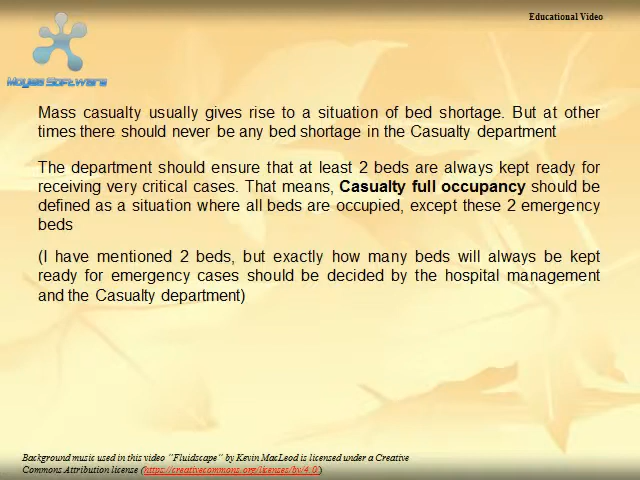 Educational Video
Moyea Software
Mass casualty usually gives rise to a situation of bed shortage. But at other
times there should never be any bed shortage in the Casualty department
The department should ensure that at least 2 beds are always kept ready for
receiving very critical cases. That means, Casualty full occupancy should be
defined as a situation where all beds are occupied, except these 2 emergency
beds
(I have mentioned 2 beds, but exactly how many beds will always be kept
ready for emergency cases should be decided by the hospital management
and the Casualty department)
Background music used in this video "Fluidscape" by Kevin MacLeod is licensed under a Creative
Commons Attribution license (https://creativecommons.org/licenses/by/4.0/)